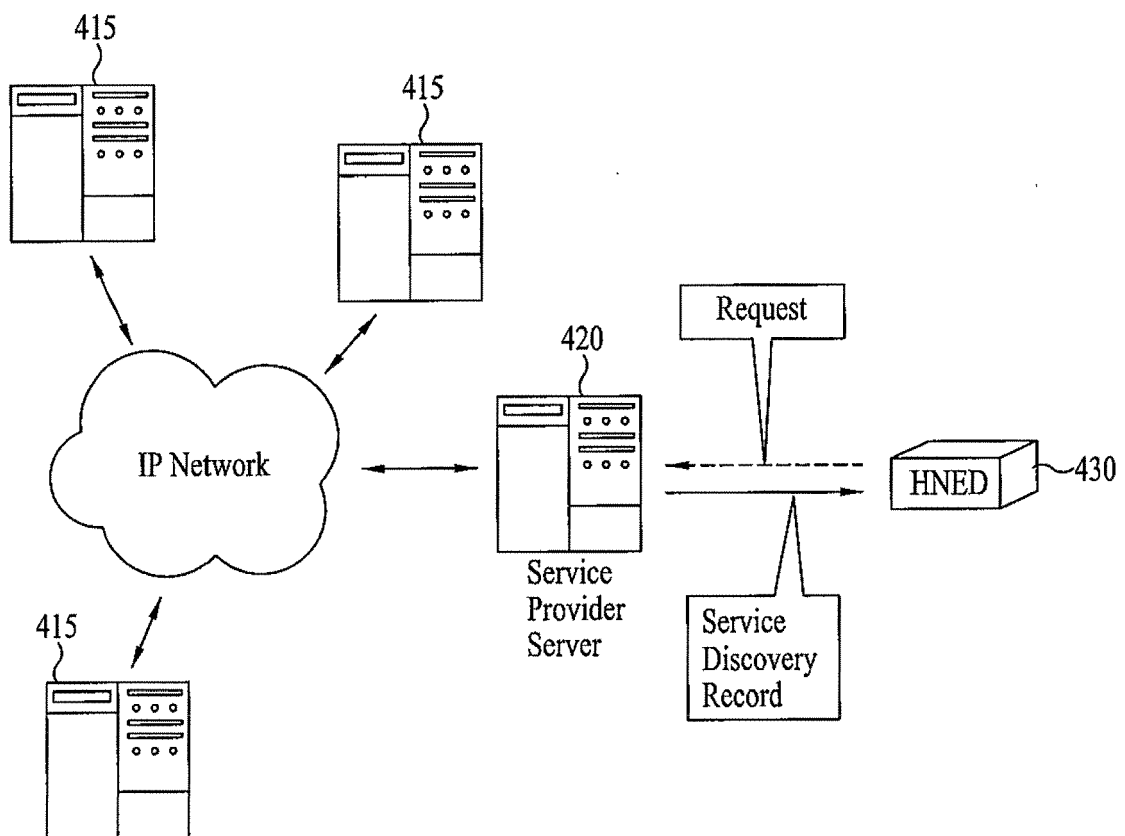 415
415
Request
420
IP Network
HNED
430
Service
Provider
Server
Service
Discovery
Record
415